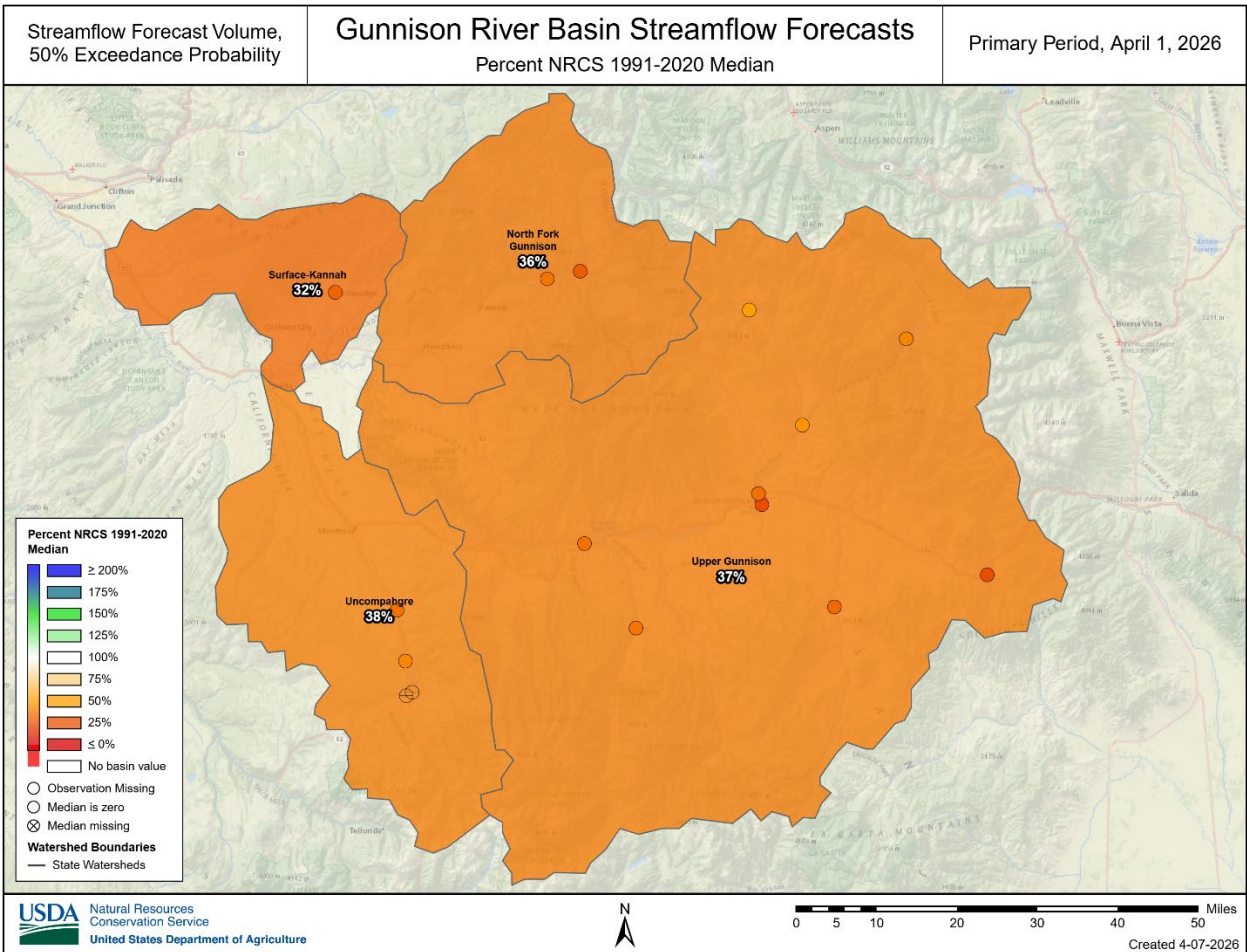 Streamflow Forecast Volume,
50% Exceedance Probability
Gunnison River Basin Streamflow Forecasts
Percent NRCS 1991-2020 Median
Primary Period, April 1, 2026
Leadville
Aspen
WILLIAMS MOUNTAINS
Palisade
Clifton
Grand Junction
North Fork
Gunnison
36%
Surface-Kannah
32%
Orchard City
Buena Vista
MAXWELL PARK
MISSOURI PARK
Salida
Upper Gunnison
37%
Uncompahgre
38%
Telluride
LA GARITA MOUNTAINS
Percent NRCS 1991-2020
Median
≥ 200%
175%
150%
125%
100%
75%
50%
25%
≤ 0%
No basin value
Observation Missing
Median is zero
Median missing
Watershed Boundaries
State Watersheds
USDA
Natural Resources
Conservation Service
United States Department of Agriculture
N
0 5 10 20 30 40 50 Miles
Created 4-07-2026